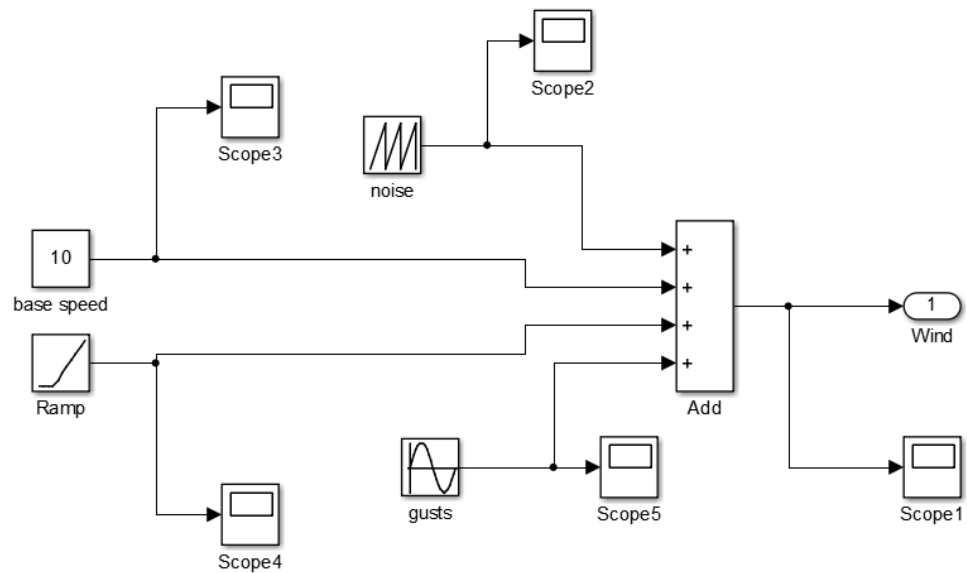 Scope2
Scope3
noise
10
base speed
+
+
+
+
Add
1
Wind
Ramp
gusts
Scope5
Scope1
Scope4